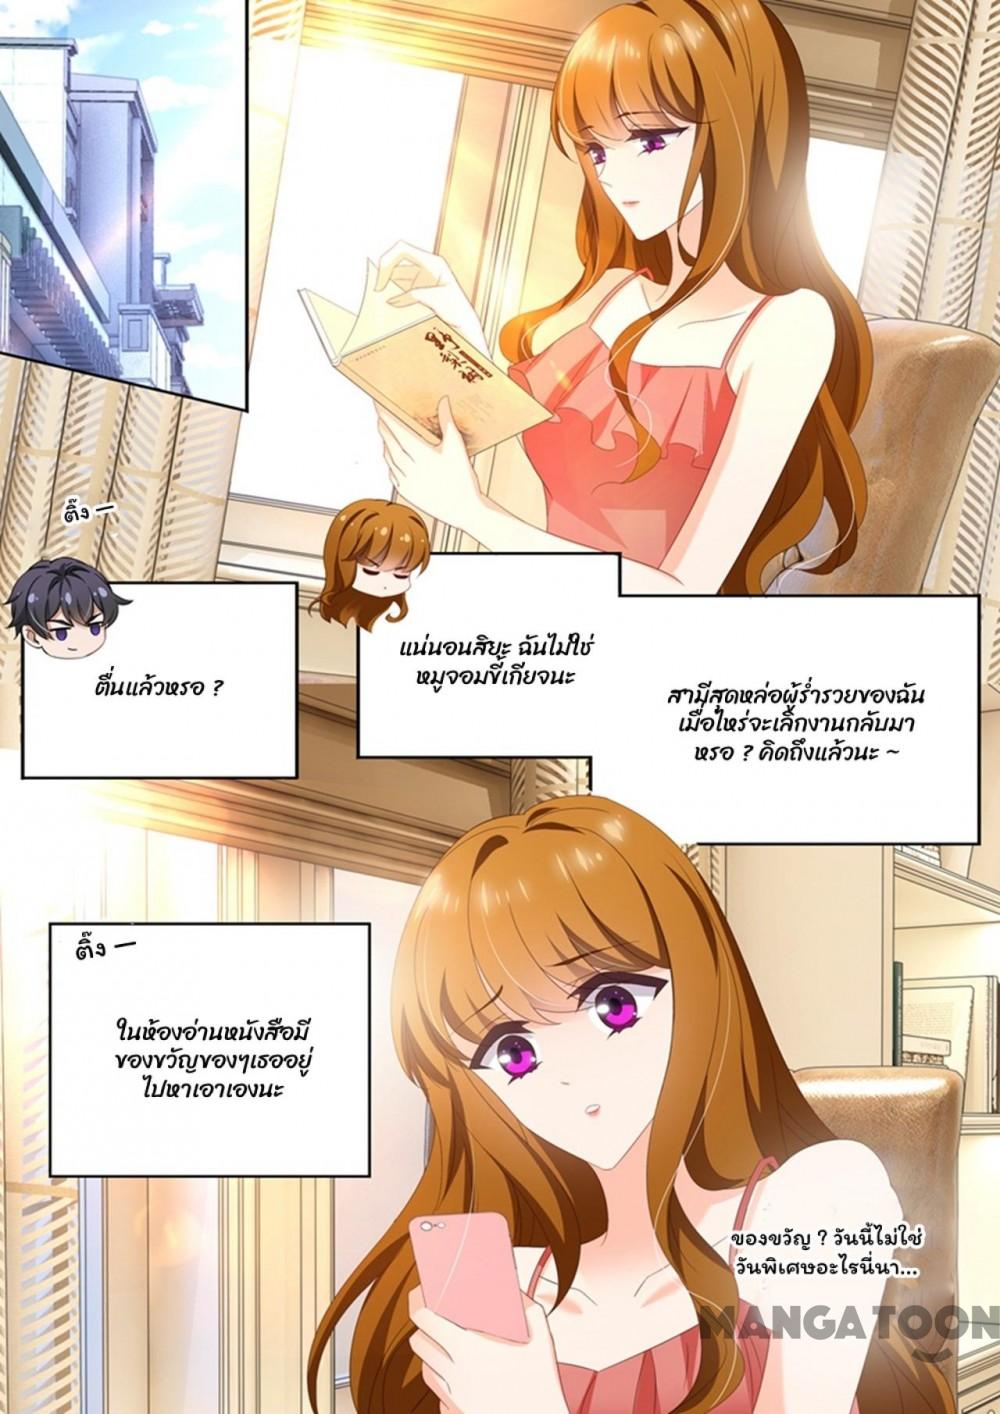 ติ๊ง —
ตื่นแล้วหรอ ?
แน่นอนสิยะ ฉันไม่ใช่
หมูจอมขี้เกียจนะ
สามีสุดหล่อผู้ร่ำรวยของฉัน
เมื่อไหร่จะเลิกงานกลับมา
หรอ ? คิดถึงแล้วนะ ~
ติ๊ง —
ในห้องอ่านหนังสือมี
ของขวัญของๆเธออยู่
ไปหาเอาเองนะ
ของขวัญ ? วันนี้ไม่ใช่
วันพิเศษอะไรนี่นา...
MANGATOON